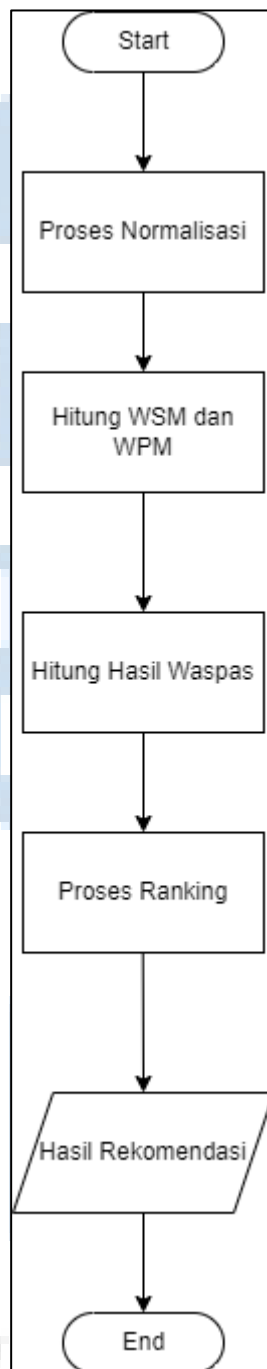 Start
Proses Normalisasi
Hitung WSM dan
WPM
Hitung Hasil Waspas
Proses Ranking
Hasil Rekomendasi
End